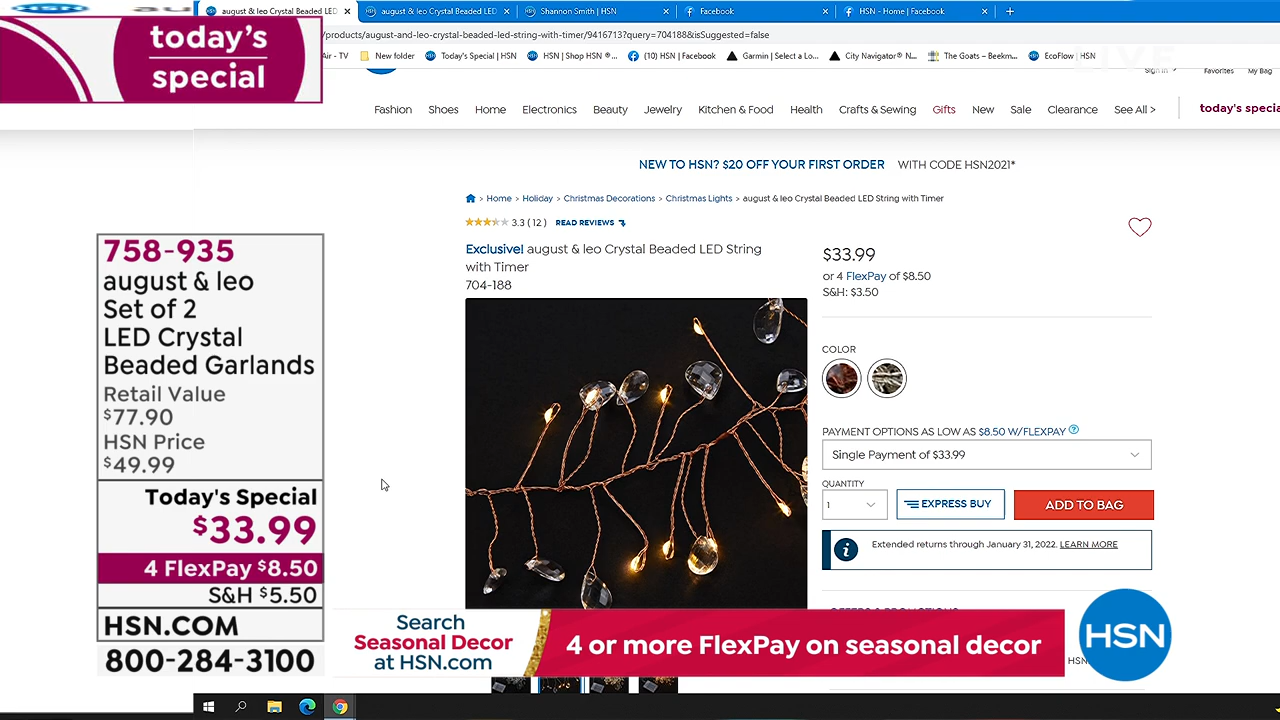 today's
special
august & leo Crystal Beaded LED
august & leo Crystal Beaded LED
Shannon Smith | HSN
Facebook
HSN - Home | Facebook
/products/august-and-leo-crystal-beaded-led-string-with-timer/9416713?query=704188&isSuggested=false
Air - TV
New folder
Today's Special | HSN
HSN | Shop HSN ® ...
(10) HSN | Facebook
Garmin | Select a Lo...
City Navigator® N...
The Goats – Beekm...
EcoFlow | HSN
LIVE
Sign In
Favorites
My Bag
Fashion Shoes Home Electronics Beauty Jewelry Kitchen & Food Health Crafts & Sewing Gifts New Sale Clearance See All > today's specia
NEW TO HSN? $20 OFF YOUR FIRST ORDER WITH CODE HSN2021*
> Home > Holiday > Christmas Decorations > Christmas Lights > august & leo Crystal Beaded LED String with Timer
3.3 (12) READ REVIEWS
Exclusive! august & leo Crystal Beaded LED String
with Timer
704-188
$33.99
or 4 FlexPay of $8.50
S&H: $3.50
COLOR
PAYMENT OPTIONS AS LOW AS $8.50 W/FLEXPAY ?
Single Payment of $33.99
QUANTITY
1
EXPRESS BUY
ADD TO BAG
Extended returns through January 31, 2022. LEARN MORE
758-935
august & leo
Set of 2
LED Crystal
Beaded Garlands
Retail Value
$77.90
HSN Price
$49.99
Today's Special
$33.99
4 FlexPay $8.50
S&H $5.50
HSN.COM
800-284-3100
Search
Seasonal Decor
at HSN.com
4 or more FlexPay on seasonal decor
HSN
HSN